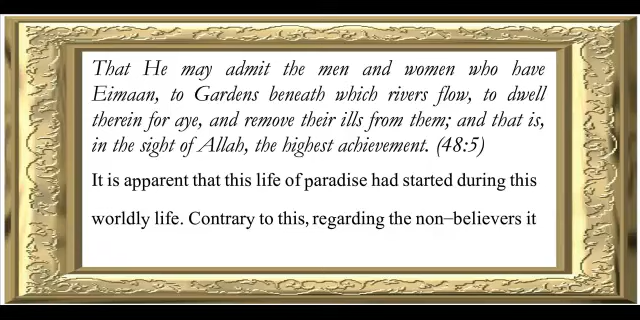 That He may admit the men and women who have
Eimaan, to Gardens beneath which rivers flow, to dwell
therein for aye, and remove their ills from them; and that is,
in the sight of Allah, the highest achievement. (48:5)
It is apparent that this life of paradise had started during this
worldly life. Contrary to this, regarding the non–believers it